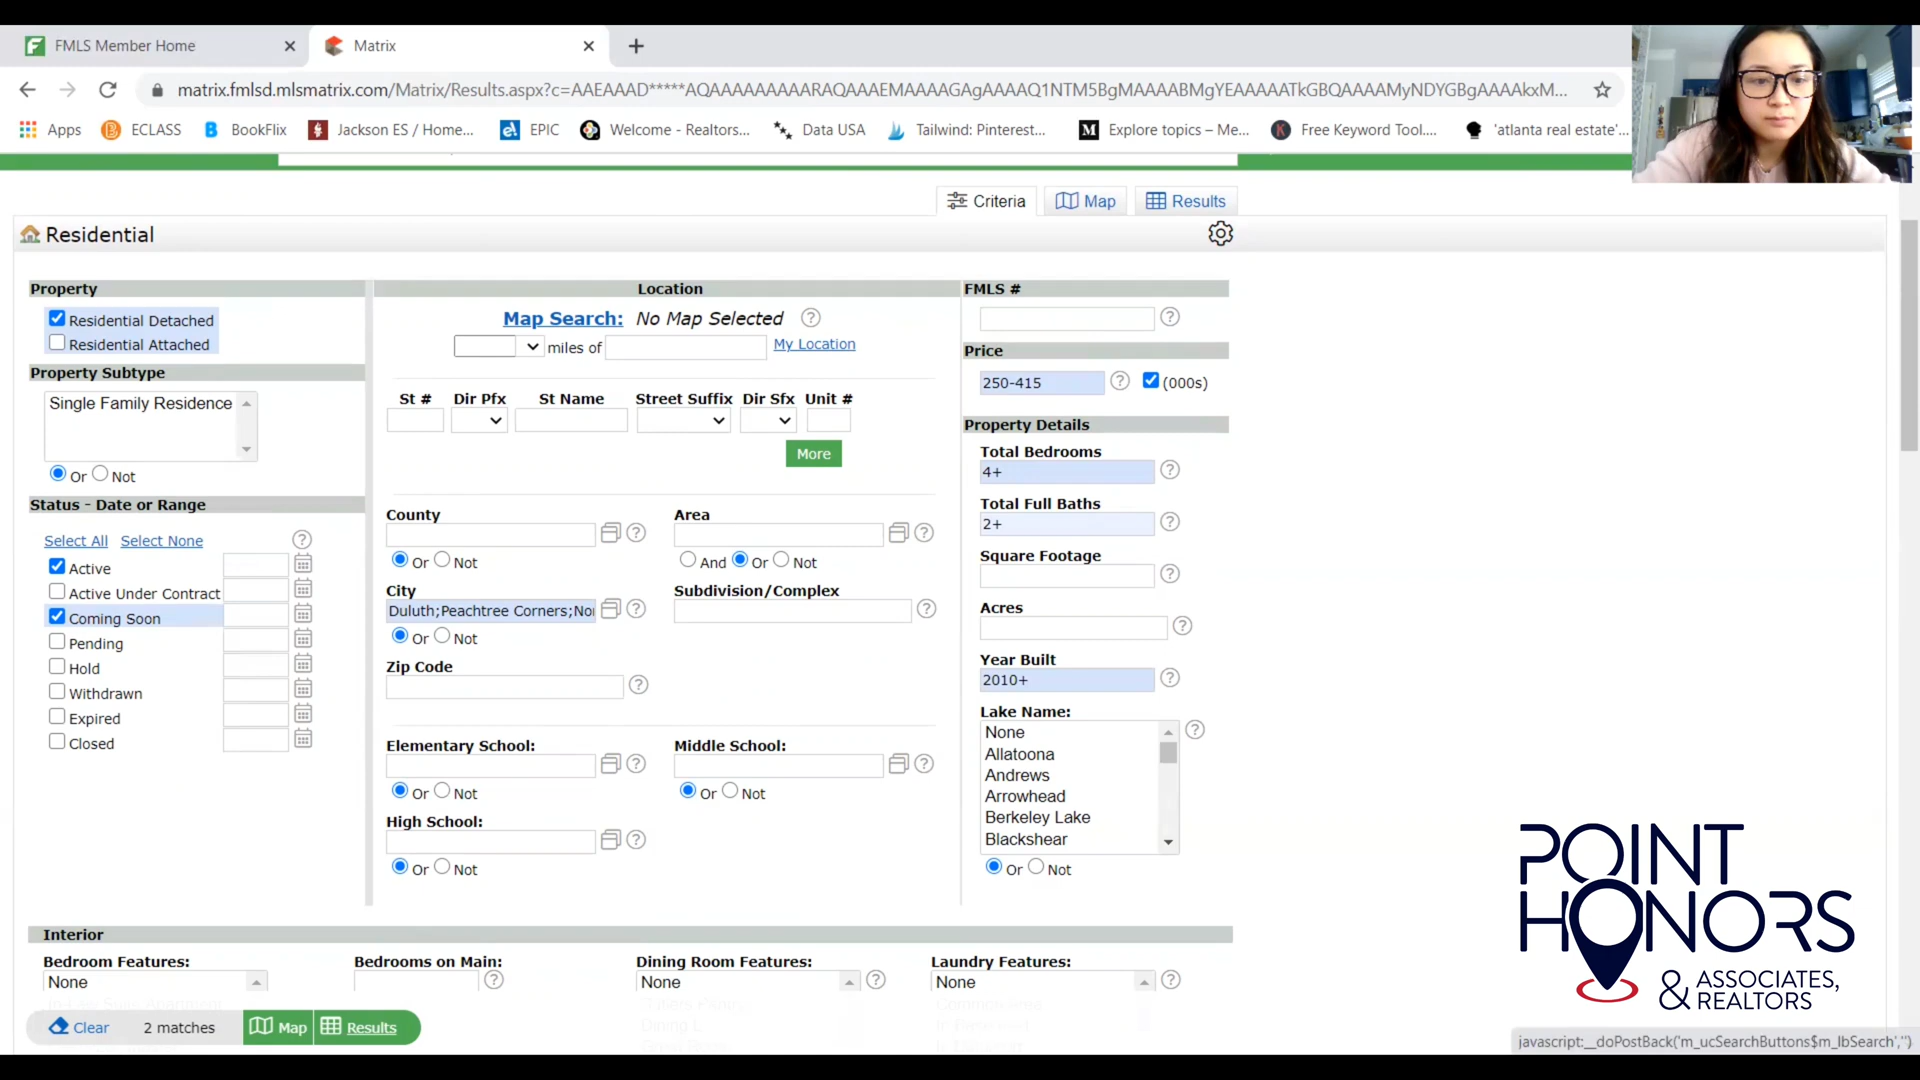 FMLS Member Home
Matrix
matrix.fmlsd.mlsmatrix.com/Matrix/Results.aspx?c=AAEAAAD*****AQAAAAAAAAARAQAAAEMAAAAGAgAAAAQ1NTM5BgMAAAABMgYEAAAAATkGBQAAAAMyNDYGBgAAAAkxM...
Apps ECLASS BookFlix Jackson ES / Home... EPIC Welcome - Realtors... Data USA Tailwind: Pinterest... Explore topics – Me... Free Keyword Tool.... 'atlanta real estate'...
Criteria Map Results
Residential
Property
Residential Detached
Residential Attached
Property Subtype
Single Family Residence
Or Not
Status - Date or Range
Select All Select None
Active
Active Under Contract
Coming Soon
Pending
Hold
Withdrawn
Expired
Closed
Location
Map Search: No Map Selected
miles of My Location
St # Dir Pfx St Name Street Suffix Dir Sfx Unit #
More
County Area
Or Not And Or Not
City Subdivision/Complex
Duluth;Peachtree Corners;Nor
Or Not
Zip Code
Elementary School: Middle School:
Or Not Or Not
High School:
Or Not
FMLS #
Price
250-415 (000s)
Property Details
Total Bedrooms
4+
Total Full Baths
2+
Square Footage
Acres
Year Built
2010+
Lake Name:
None
Allatoona
Andrews
Arrowhead
Berkeley Lake
Blackshear
Or Not
Interior
Bedroom Features: Bedrooms on Main: Dining Room Features: Laundry Features:
None None None
Clear 2 matches Map Results
POINT
HONORS
& ASSOCIATES,
REALTORS
javascript:__doPostBack('m_ucSearchButtons$m_lbSearch','')